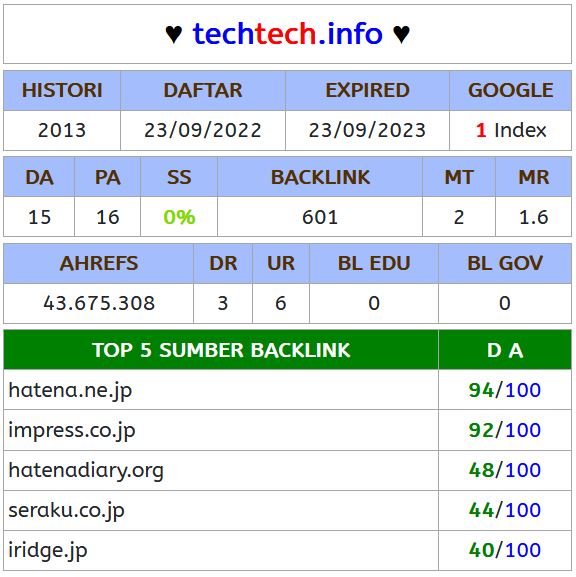 ♥ techtech.info ♥
HISTORI DAFTAR EXPIRED GOOGLE
2013 23/09/2022 23/09/2023 1 Index
DA PA SS BACKLINK MT MR
15 16 0% 601 2 1.6
AHREFS DR UR BL EDU BL GOV
43.675.308 3 6 0 0
TOP 5 SUMBER BACKLINK D A
hatena.ne.jp 94/100
impress.co.jp 92/100
hatenadiary.org 48/100
seraku.co.jp 44/100
iridge.jp 40/100